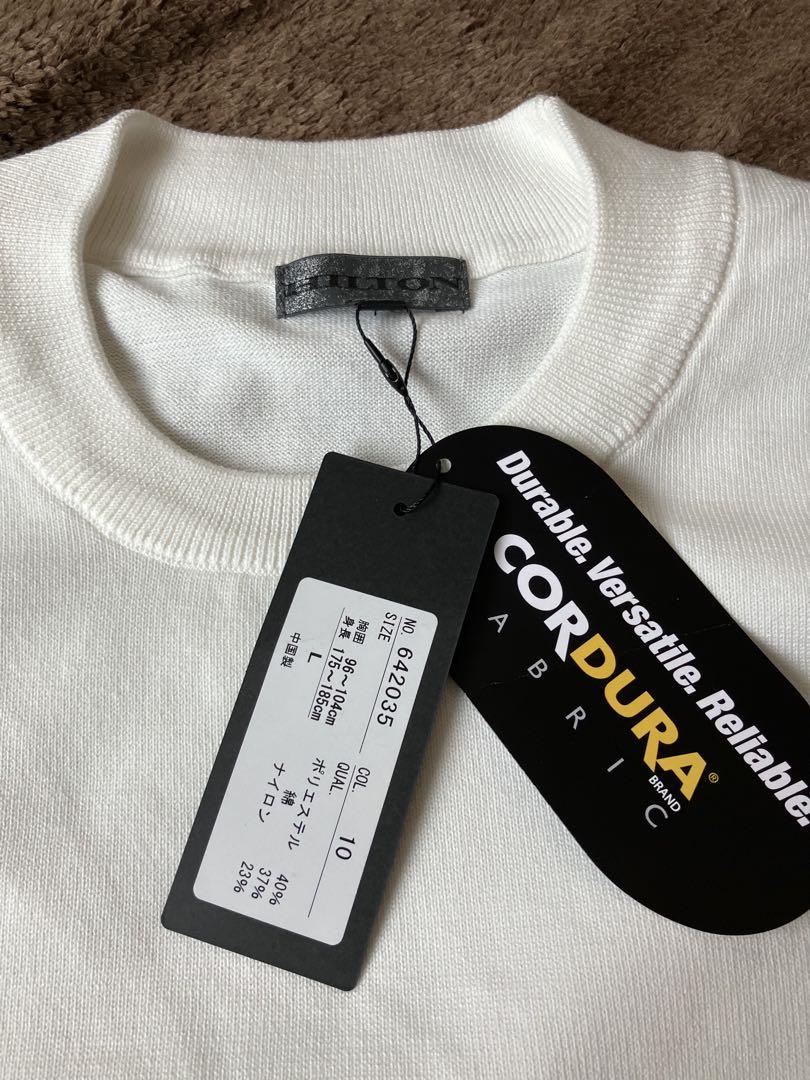 HILTON
NO. 642035
SIZE
胸囲 96～104cm
身長 175～185cm
L
中国製
COL. 10
QUAL.
ポリエステル 40%
綿 37%
ナイロン 23%
Durable. Versatile. Reliable.
CORDURA® BRAND
FABRIC